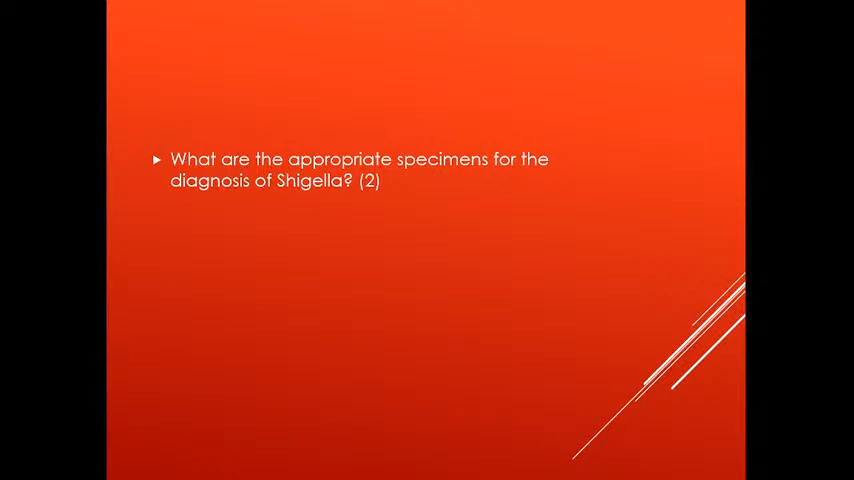 What are the appropriate specimens for the
diagnosis of Shigella? (2)